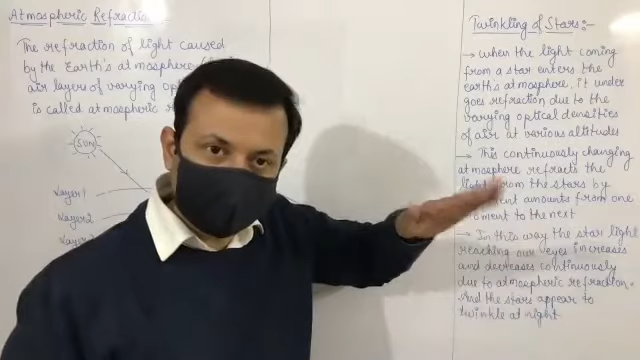 Atmospheric Refraction:-
The refraction of light caused
by the Earth's atmosphere
air layers of varying
is called atmospheric
SUN
Layer 1
Layer 2
Twinkling of Stars:-
→ When the light coming
from a star enters the
earth's atmosphere, it under
goes refraction due to the
varying optical densities
of air at various altitudes
→ This continuously changing
atmosphere refracts the
light from the stars by
amounts from one
moment to the next
→ In this way the star light
reaching our eyes increases
and decreases continuously
due to atmospheric refraction.
And the stars appear to
twinkle at night